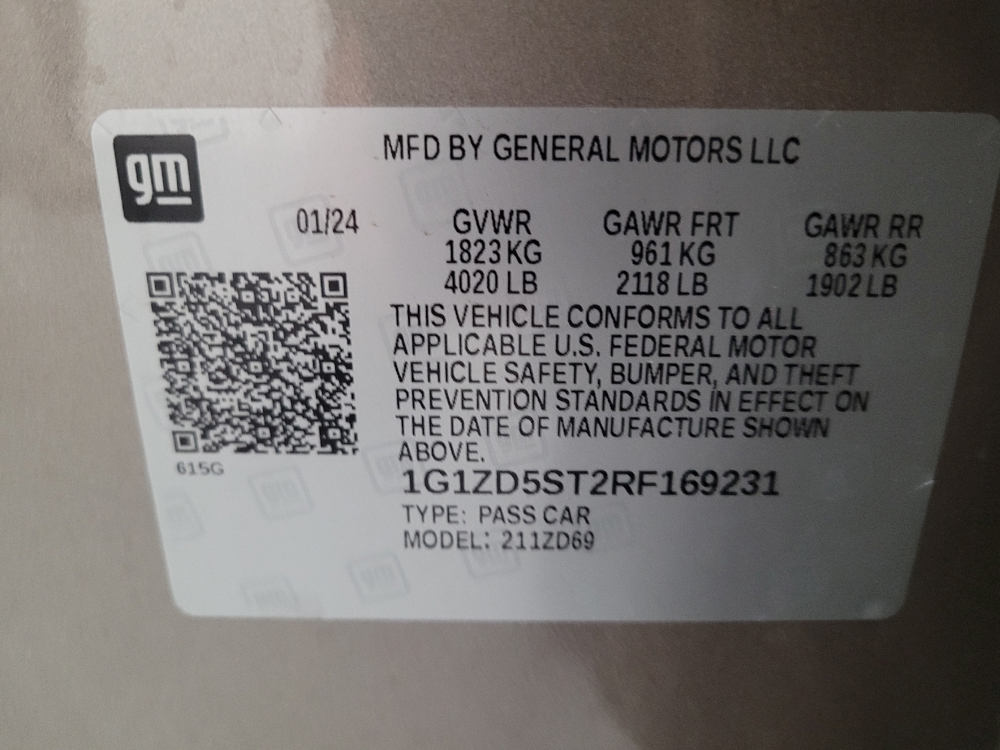 gm
MFD BY GENERAL MOTORS LLC
01/24 GVWR GAWR FRT GAWR RR
1823 KG 961 KG 863 KG
4020 LB 2118 LB 1902 LB
THIS VEHICLE CONFORMS TO ALL
APPLICABLE U.S. FEDERAL MOTOR
VEHICLE SAFETY, BUMPER, AND THEFT
PREVENTION STANDARDS IN EFFECT ON
THE DATE OF MANUFACTURE SHOWN
ABOVE.
615G
1G1ZD5ST2RF169231
TYPE: PASS CAR
MODEL: 211ZD69